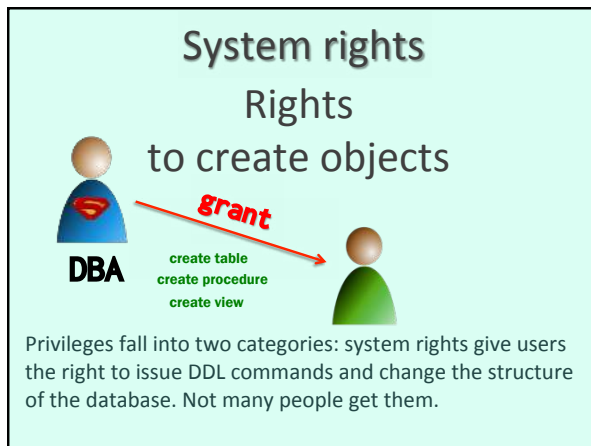 System rights
Rights
to create objects
grant
DBA
create table
create procedure
create view
Privileges fall into two categories: system rights give users
the right to issue DDL commands and change the structure
of the database. Not many people get them.